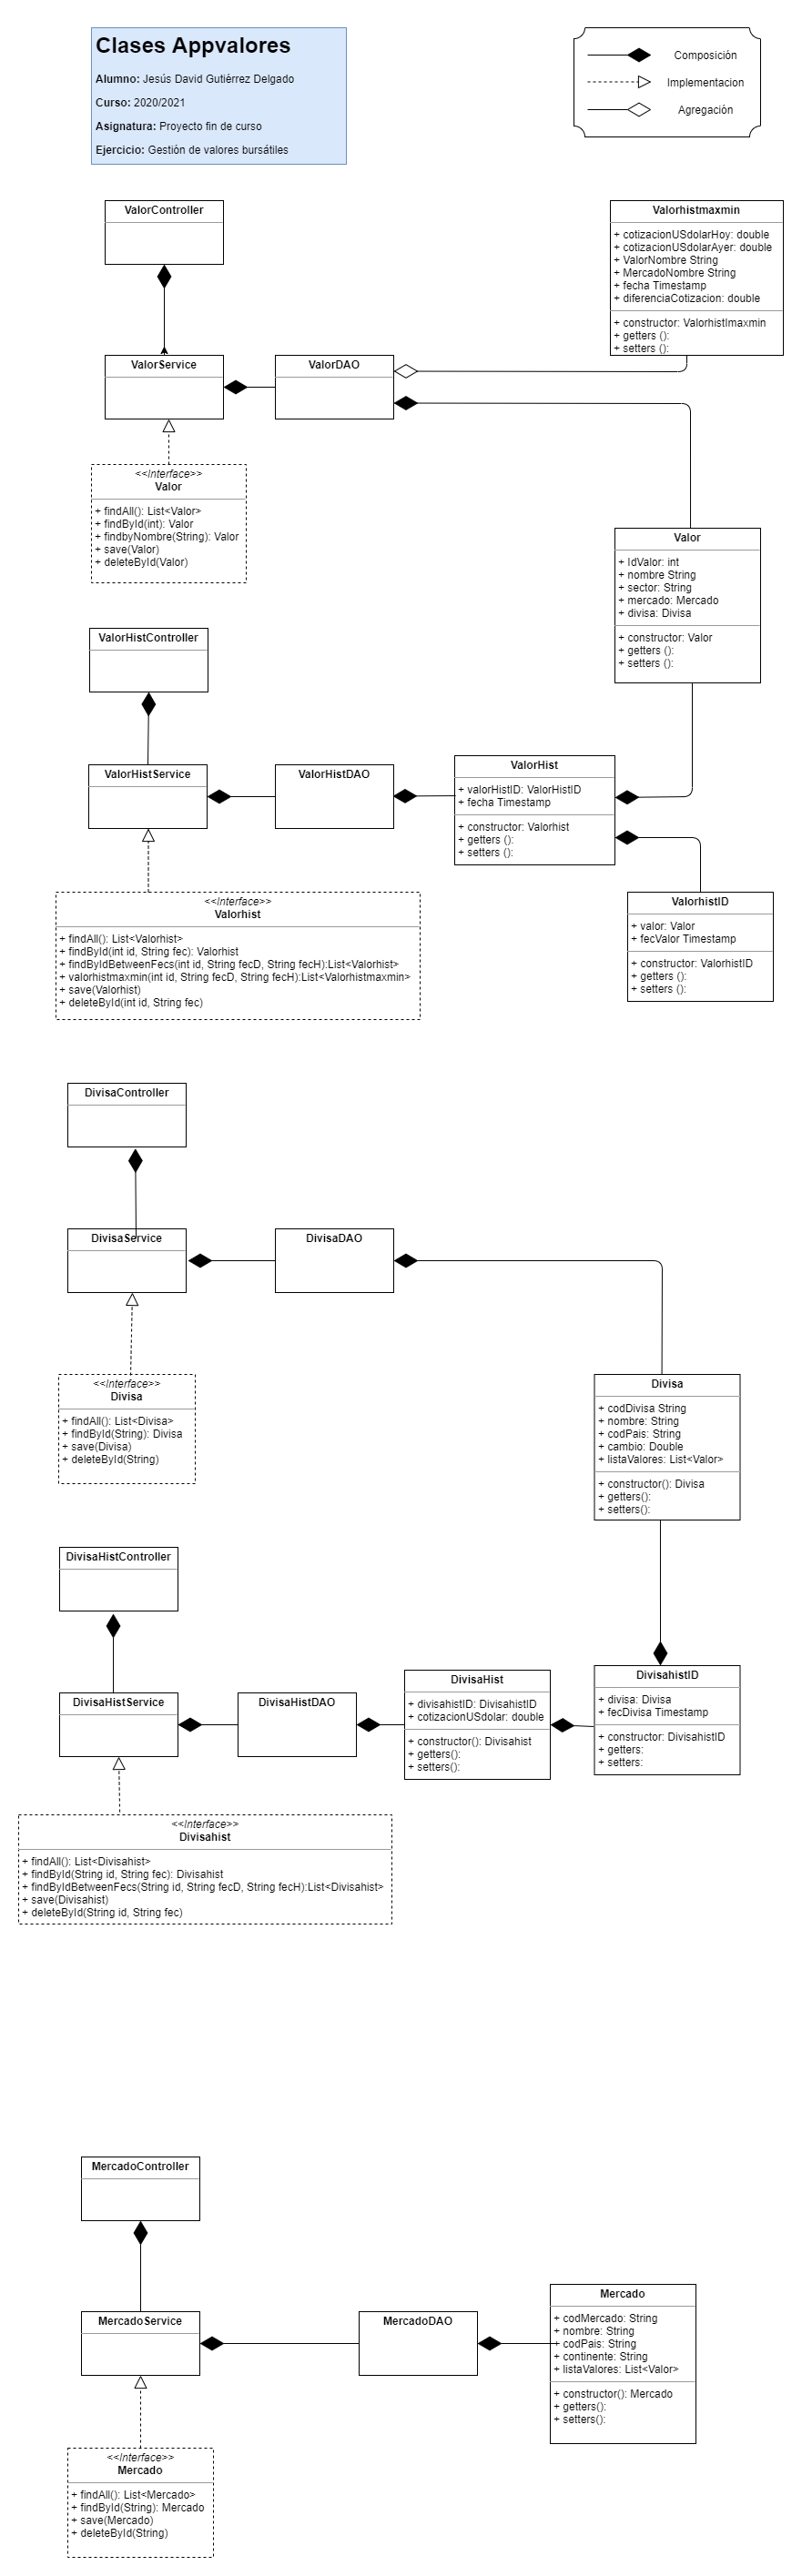 Clases Appvalores
Alumno: Jesús David Gutiérrez Delgado
Curso: 2020/2021
Asignatura: Proyecto fin de curso
Ejercicio: Gestión de valores bursátiles
Composición
Implementacion
Agregación
ValorController
Valorhistmaxmin
+ cotizacionUSdolarHoy: double
+ cotizacionUSdolarAyer: double
+ ValorNombre String
+ MercadoNombre String
+ fecha Timestamp
+ diferenciaCotizacion: double
+ constructor: ValorhistImaxmin
+ getters ():
+ setters ():
ValorService
ValorDAO
<<Interface>>
Valor
+ findAll(): List<Valor>
+ findById(int): Valor
+ findbyNombre(String): Valor
+ save(Valor)
+ deleteById(Valor)
Valor
+ IdValor: int
+ nombre String
+ sector: String
+ mercado: Mercado
+ divisa: Divisa
+ constructor: Valor
+ getters ():
+ setters ():
ValorHistController
ValorHistService
ValorHistDAO
ValorHist
+ valorHistID: ValorHistID
+ fecha Timestamp
+ constructor: Valorhist
+ getters ():
+ setters ():
<<Interface>>
Valorhist
+ findAll(): List<Valorhist>
+ findById(int id, String fec): Valorhist
+ findByIdBetweenFecs(int id, String fecD, String fecH):List<Valorhist>
+ valorhistmaxmin(int id, String fecD, String fecH):List<Valorhistmaxmin>
+ save(Valorhist)
+ deleteById(int id, String fec)
ValorhistID
+ valor: Valor
+ fecValor Timestamp
+ constructor: ValorhistID
+ getters ():
+ setters ():
DivisaController
DivisaService
DivisaDAO
<<Interface>>
Divisa
+ findAll(): List<Divisa>
+ findById(String): Divisa
+ save(Divisa)
+ deleteById(String)
Divisa
+ codDivisa String
+ nombre: String
+ codPais: String
+ cambio: Double
+ listaValores: List<Valor>
+ constructor(): Divisa
+ getters():
+ setters():
DivisaHistController
DivisaHistService
DivisaHistDAO
DivisaHist
+ divisahistID: DivisahistID
+ cotizacionUSdolar: double
+ constructor(): Divisahist
+ getters():
+ setters():
DivisahistID
+ divisa: Divisa
+ fecDivisa Timestamp
+ constructor: DivisahistID
+ getters:
+ setters:
<<Interface>>
Divisahist
+ findAll(): List<Divisahist>
+ findById(String id, String fec): Divisahist
+ findByIdBetweenFecs(String id, String fecD, String fecH):List<Divisahist>
+ save(Divisahist)
+ deleteById(String id, String fec)
MercadoController
MercadoService
MercadoDAO
Mercado
+ codMercado: String
+ nombre: String
+ codPais: String
+ continente: String
+ listaValores: List<Valor>
+ constructor(): Mercado
+ getters():
+ setters():
<<Interface>>
Mercado
+ findAll(): List<Mercado>
+ findById(String): Mercado
+ save(Mercado)
+ deleteById(String)